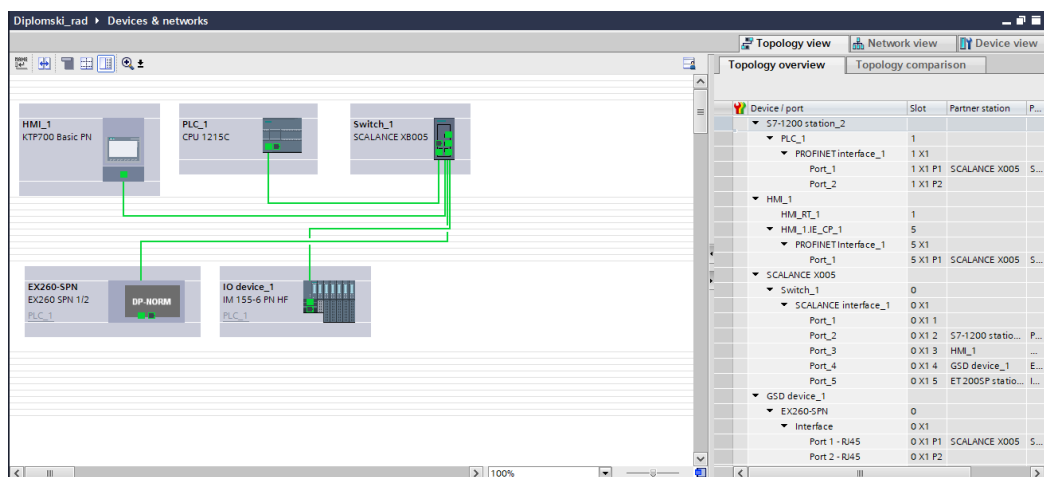 Diplomski_rad ▸ Devices & networks
Topology view
Network view
Device view
Topology overview
Topology comparison
HMI_1
KTP700 Basic PN
PLC_1
CPU 1215C
Switch_1
SCALANCE XB005
EX260-SPN
EX260 SPN 1/2
PLC_1
DP-NORM
IO device_1
IM 155-6 PN HF
PLC_1
100%
Device / port Slot Partner station P...
S7-1200 station_2
PLC_1 1
PROFINET interface_1 1 X1
Port_1 1 X1 P1 SCALANCE X005 S...
Port_2 1 X1 P2
HMI_1
HMI_RT_1 1
HMI_1.IE_CP_1 5
PROFINET Interface_1 5 X1
Port_1 5 X1 P1 SCALANCE X005 S...
SCALANCE X005
Switch_1 0
SCALANCE interface_1 0 X1
Port_1 0 X1 1
Port_2 0 X1 2 S7-1200 statio... P...
Port_3 0 X1 3 HMI_1 ...
Port_4 0 X1 4 GSD device_1 E...
Port_5 0 X1 5 ET 200SP statio... I...
GSD device_1
EX260-SPN 0
Interface 0 X1
Port 1 - RJ45 0 X1 P1 SCALANCE X005 S...
Port 2 - RJ45 0 X1 P2